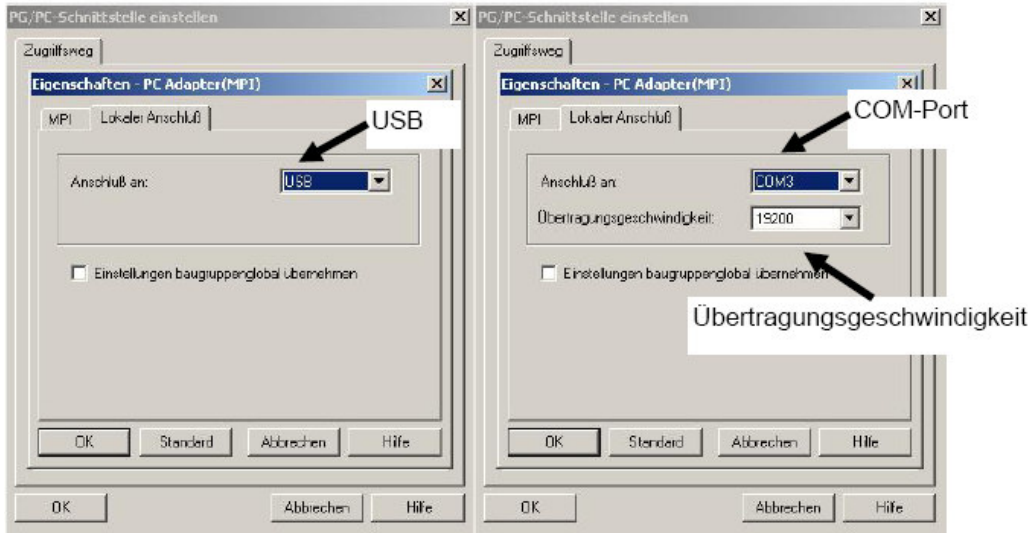 PG/PC-Schnittstelle einstellen
Zugriffsweg
Eigenschaften - PC Adapter(MPI)
MPI
Lokaler Anschluß
USB
Anschluß an:
USB
Einstellungen baugruppenglobal übernehmen
OK
Standard
Abbrechen
Hilfe
OK
Abbrechen
Hilfe
PG/PC-Schnittstelle einstellen
Zugriffsweg
Eigenschaften - PC Adapter(MPI)
MPI
Lokaler Anschluß
COM-Port
Anschluß an:
COM3
Übertragungsgeschwindigkeit:
19200
Einstellungen baugruppenglobal übernehmen
Übertragungsgeschwindigkeit
OK
Standard
Abbrechen
Hilfe
OK
Abbrechen
Hilfe